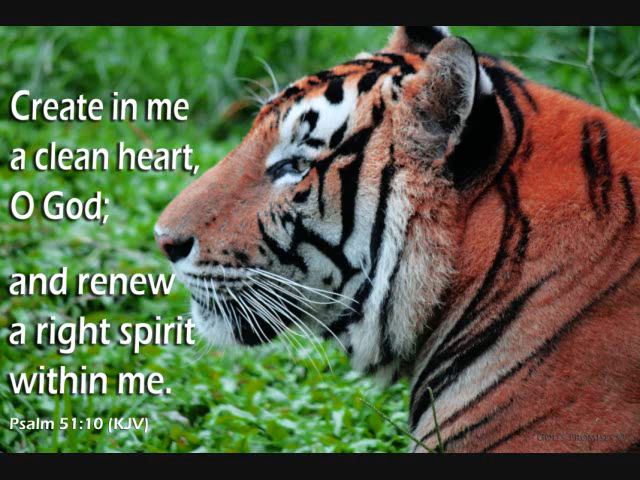 Create in me
a clean heart,
O God;
and renew
a right spirit
within me.
Psalm 51:10 (KJV)